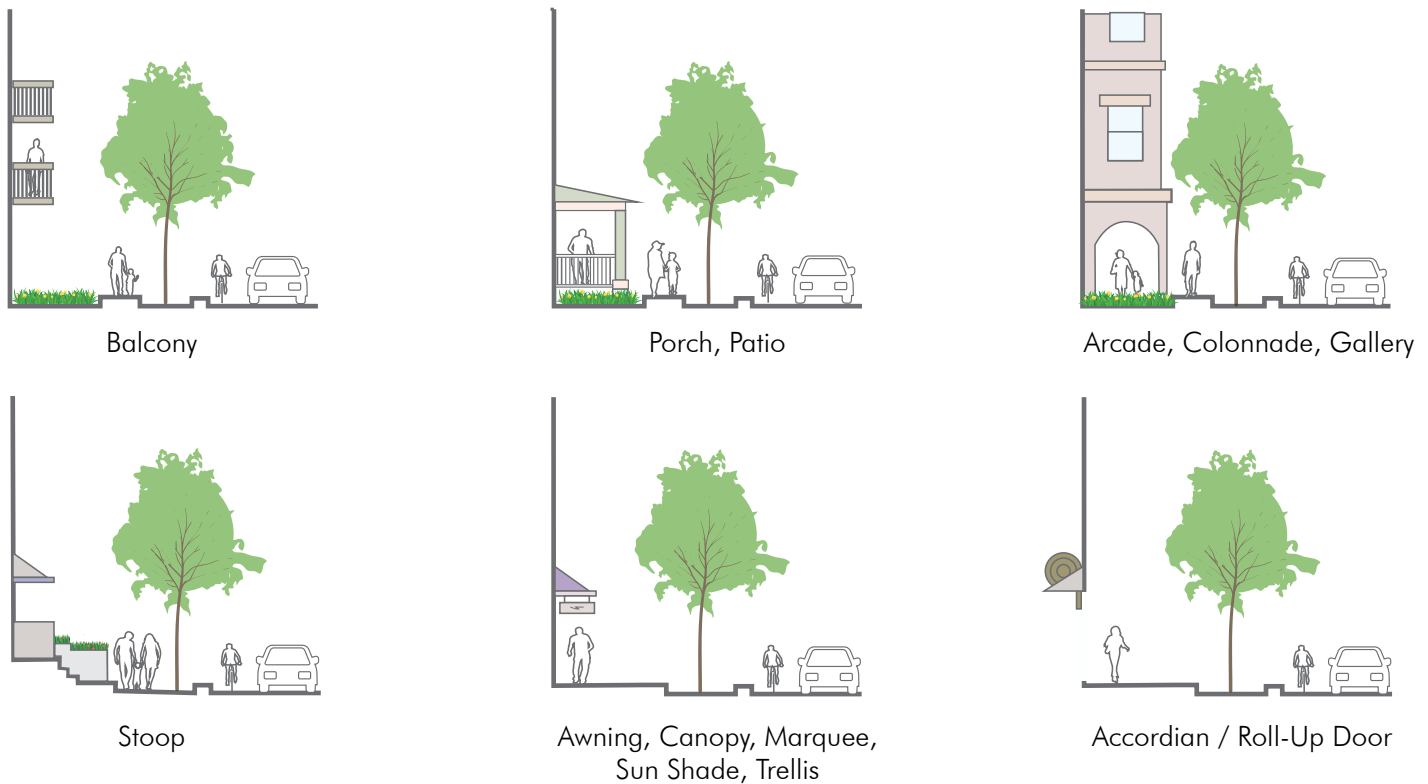 Balcony
Porch, Patio
Arcade, Colonnade, Gallery
Stoop
Awning, Canopy, Marquee,
Sun Shade, Trellis
Accordian / Roll-Up Door